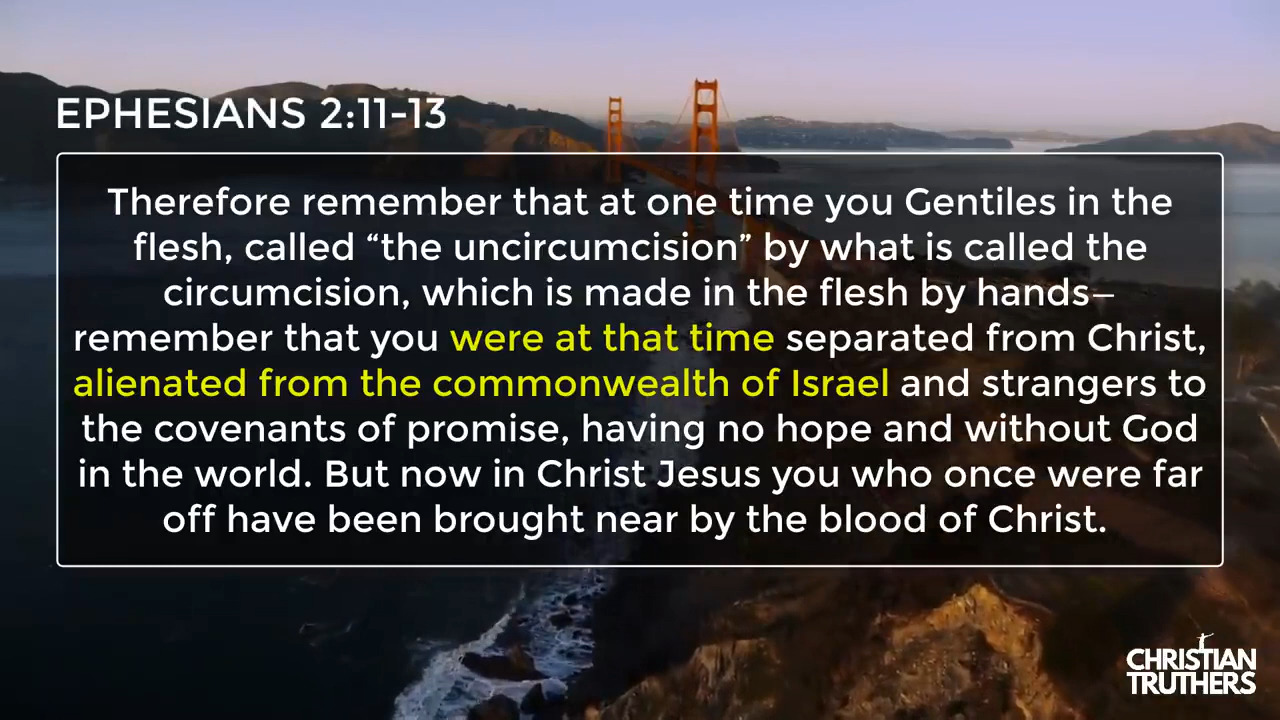 EPHESIANS 2:11-13
Therefore remember that at one time you Gentiles in the
flesh, called “the uncircumcision” by what is called the
circumcision, which is made in the flesh by hands—
remember that you were at that time separated from Christ,
alienated from the commonwealth of Israel and strangers to
the covenants of promise, having no hope and without God
in the world. But now in Christ Jesus you who once were far
off have been brought near by the blood of Christ.
CHRISTIAN
TRUTHERS